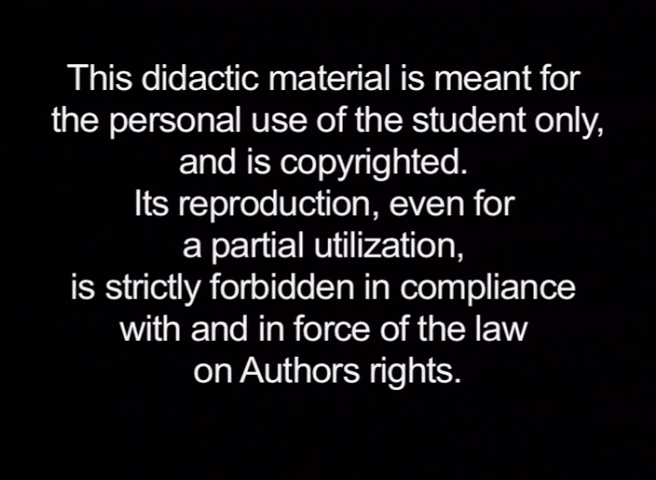 This didactic material is meant for
the personal use of the student only,
and is copyrighted.
Its reproduction, even for
a partial utilization,
is strictly forbidden in compliance
with and in force of the law
on Authors rights.